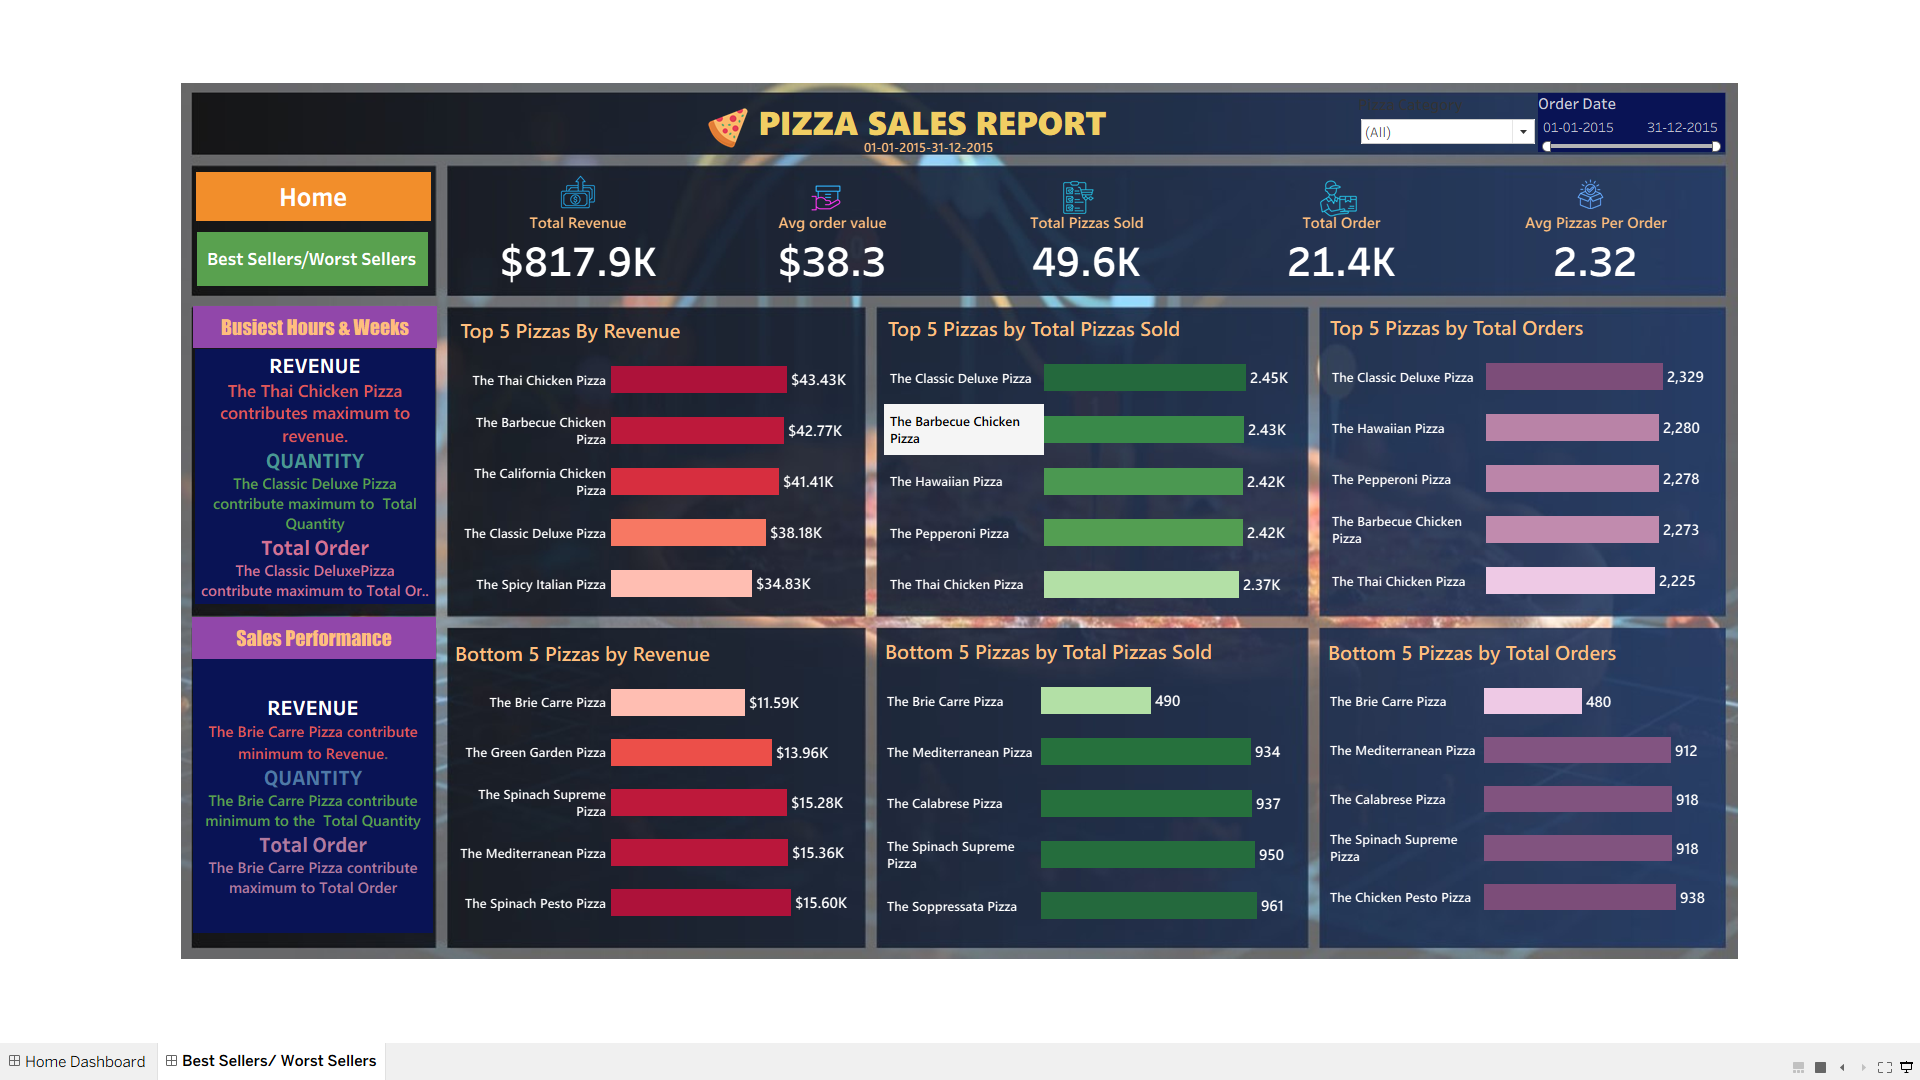 PIZZA SALES REPORT
01-01-2015-31-12-2015
(All)
Order Date
01-01-2015 31-12-2015
Home
Best Sellers/Worst Sellers
Total Revenue
$817.9K
Avg order value
$38.3
Total Pizzas Sold
49.6K
Total Order
21.4K
Avg Pizzas Per Order
2.32
Busiest Hours & Weeks
REVENUE
The Thai Chicken Pizza
contributes maximum to
revenue.
QUANTITY
The Classic Deluxe Pizza
contribute maximum to Total
Quantity
Total Order
The Classic DeluxePizza
contribute maximum to Total Or..
Top 5 Pizzas By Revenue
The Thai Chicken Pizza $43.43K
The Barbecue Chicken
Pizza $42.77K
The California Chicken
Pizza $41.41K
The Classic Deluxe Pizza $38.18K
The Spicy Italian Pizza $34.83K
Top 5 Pizzas by Total Pizzas Sold
The Classic Deluxe Pizza 2.45K
The Barbecue Chicken
Pizza 2.43K
The Hawaiian Pizza 2.42K
The Pepperoni Pizza 2.42K
The Thai Chicken Pizza 2.37K
Top 5 Pizzas by Total Orders
The Classic Deluxe Pizza 2,329
The Hawaiian Pizza 2,280
The Pepperoni Pizza 2,278
The Barbecue Chicken
Pizza 2,273
The Thai Chicken Pizza 2,225
Sales Performance
REVENUE
The Brie Carre Pizza contribute
minimum to Revenue.
QUANTITY
The Brie Carre Pizza contribute
minimum to the Total Quantity
Total Order
The Brie Carre Pizza contribute
maximum to Total Order
Bottom 5 Pizzas by Revenue
The Brie Carre Pizza $11.59K
The Green Garden Pizza $13.96K
The Spinach Supreme
Pizza $15.28K
The Mediterranean Pizza $15.36K
The Spinach Pesto Pizza $15.60K
Bottom 5 Pizzas by Total Pizzas Sold
The Brie Carre Pizza 490
The Mediterranean Pizza 934
The Calabrese Pizza 937
The Spinach Supreme
Pizza 950
The Soppressata Pizza 961
Bottom 5 Pizzas by Total Orders
The Brie Carre Pizza 480
The Mediterranean Pizza 912
The Calabrese Pizza 918
The Spinach Supreme
Pizza 918
The Chicken Pesto Pizza 938
Home Dashboard
Best Sellers/ Worst Sellers